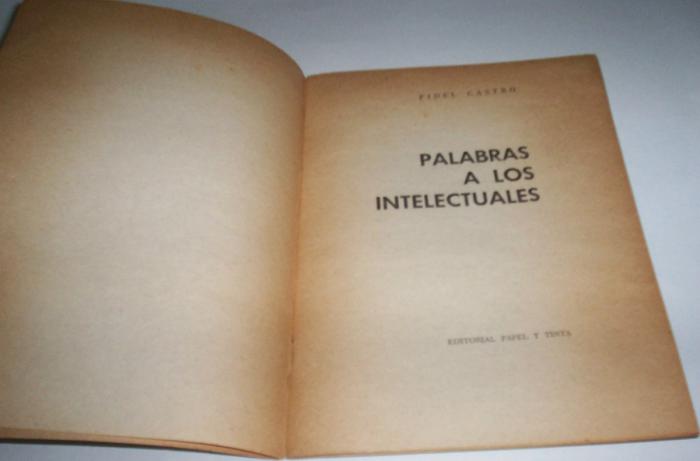 FIDEL CASTRO
PALABRAS
A LOS
INTELECTUALES
EDITORIAL PAPEL Y TINTA